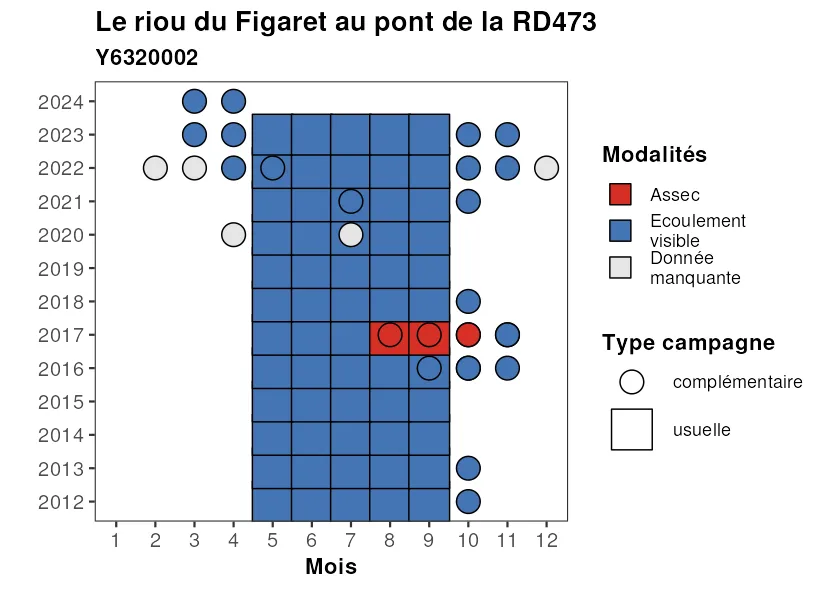 Le riou du Figaret au pont de la RD473
Y6320002
2024
2023
2022
2021
2020
2019
2018
2017
2016
2015
2014
2013
2012
1 2 3 4 5 6 7 8 9 10 11 12
Mois
Modalités
Assec
Ecoulement
visible
Donnée
manquante
Type campagne
complémentaire
usuelle